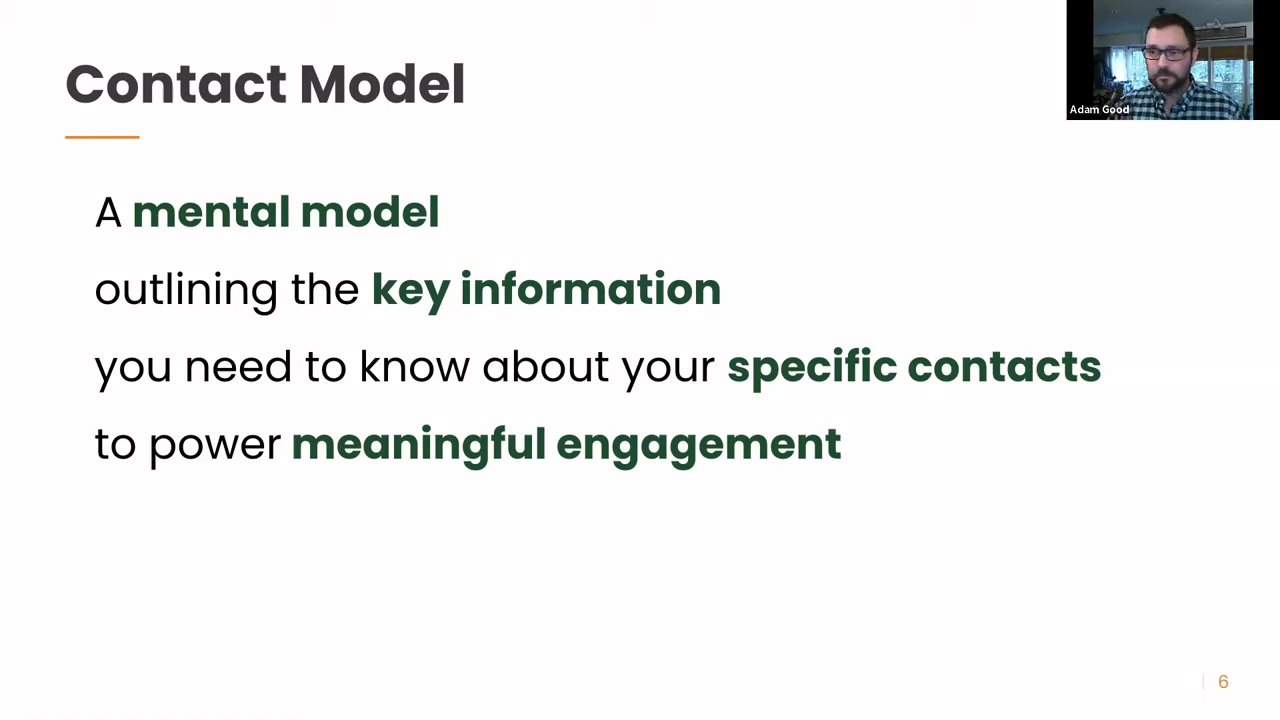 Contact Model
Adam Good
A mental model
outlining the key information
you need to know about your specific contacts
to power meaningful engagement
6